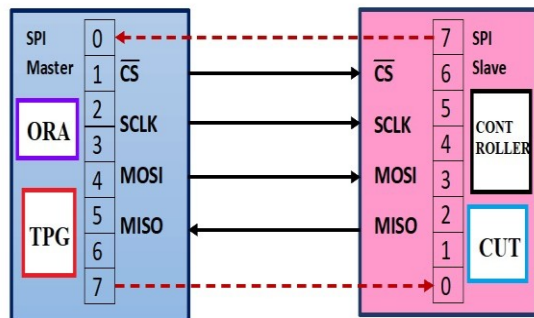 SPI
Master
0
1
2
3
4
5
6
7
ORA
TPG
CS
SCLK
MOSI
MISO
CS
SCLK
MOSI
MISO
7
6
5
4
3
2
1
0
SPI
Slave
CONT
ROLLER
CUT